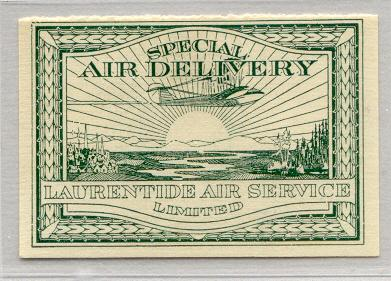 SPECIAL
AIR DELIVERY
LAURENTIDE AIR SERVICE
LIMITED